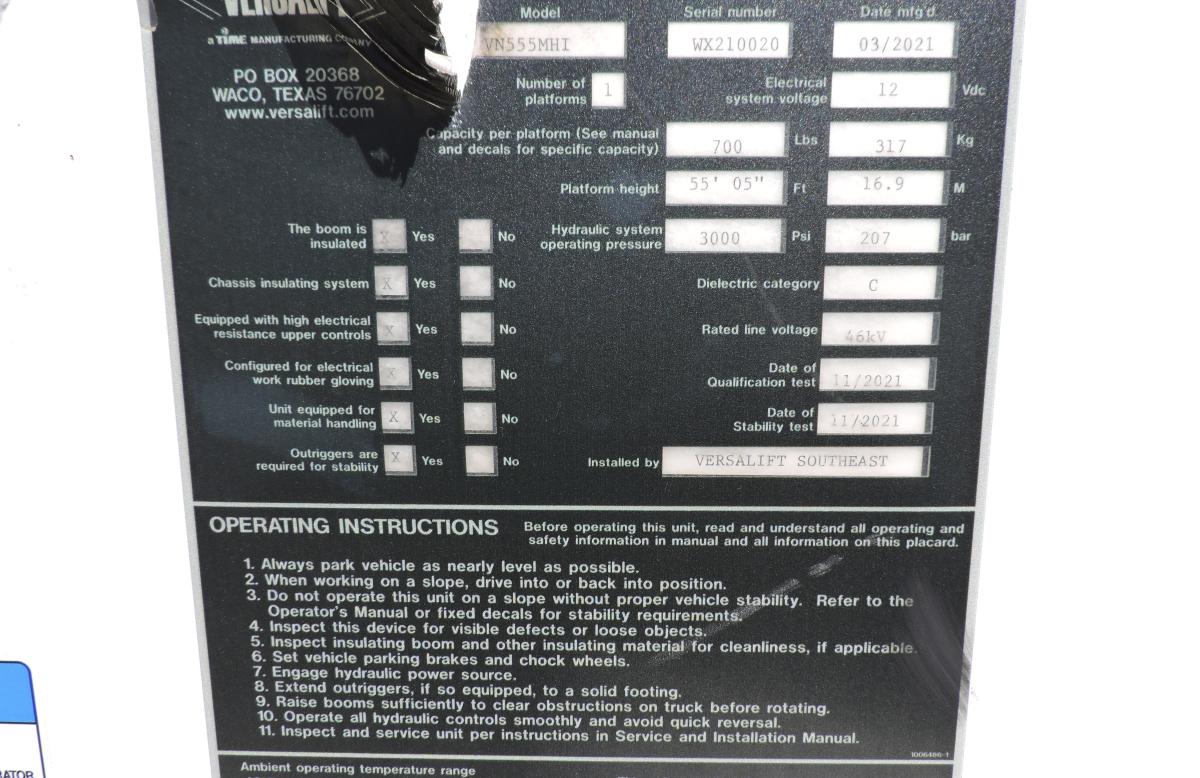 VERSALIFT
a TIME MANUFACTURING COMPANY
PO BOX 20368
WACO, TEXAS 76702
www.versalift.com
Model Serial number Date mfg'd
VN555MHI WX210020 03/2021
Number of platforms 1 Electrical system voltage 12 Vdc
Capacity per platform (See manual and decals for specific capacity) 700 Lbs 317 Kg
Platform height 55' 05" Ft 16.9 M
The boom is insulated X Yes No Hydraulic system operating pressure 3000 Psi 207 bar
Chassis insulating system X Yes No Dielectric category C
Equipped with high electrical resistance upper controls X Yes No Rated line voltage 46kV
Configured for electrical work rubber gloving X Yes No Date of Qualification test 11/2021
Unit equipped for material handling X Yes No Date of Stability test 11/2021
Outriggers are required for stability X Yes No Installed by VERSALIFT SOUTHEAST
OPERATING INSTRUCTIONS Before operating this unit, read and understand all operating and
safety information in manual and all information on this placard.
1. Always park vehicle as nearly level as possible.
2. When working on a slope, drive into or back into position.
3. Do not operate this unit on a slope without proper vehicle stability. Refer to the
Operator's Manual or fixed decals for stability requirements.
4. Inspect this device for visible defects or loose objects.
5. Inspect insulating boom and other insulating material for cleanliness, if applicable.
6. Set vehicle parking brakes and chock wheels.
7. Engage hydraulic power source.
8. Extend outriggers, if so equipped, to a solid footing.
9. Raise booms sufficiently to clear obstructions on truck before rotating.
10. Operate all hydraulic controls smoothly and avoid quick reversal.
11. Inspect and service unit per instructions in Service and Installation Manual.
1006486-1
Ambient operating temperature range